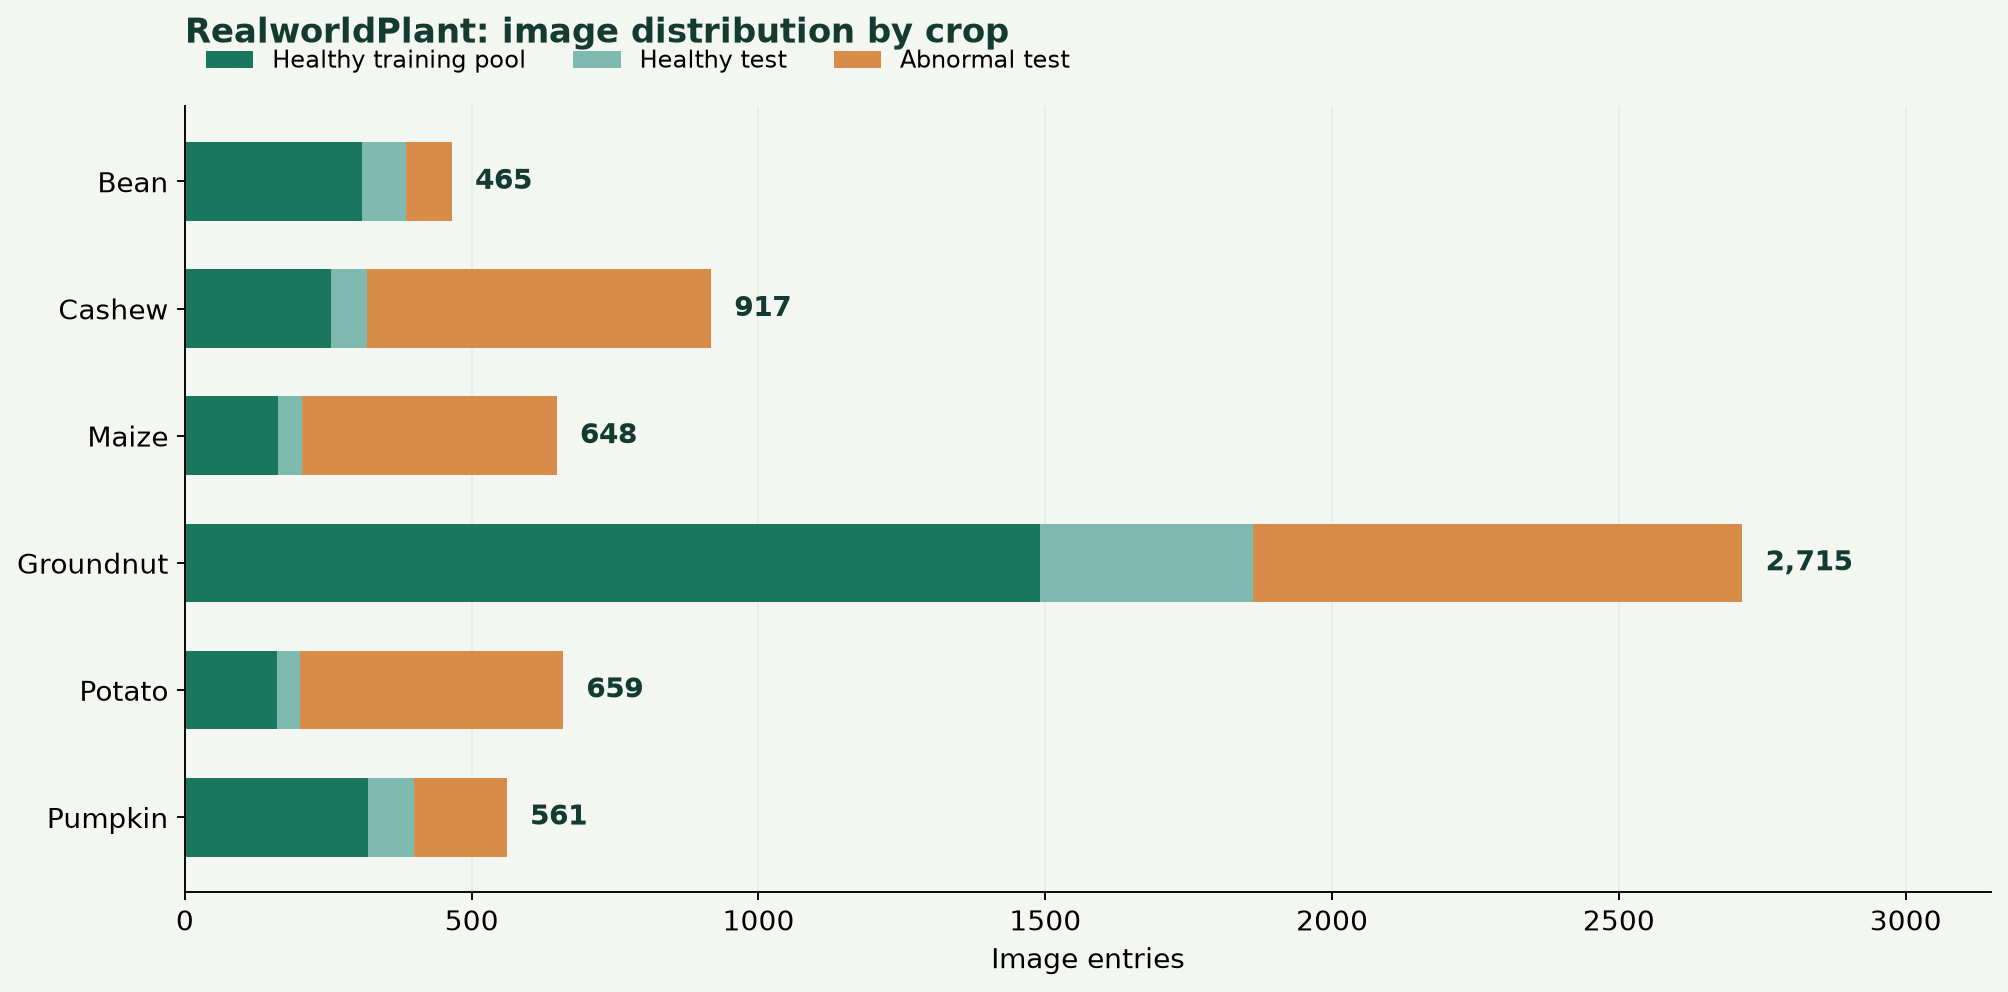 RealworldPlant: image distribution by crop
Healthy training pool Healthy test Abnormal test
Bean 465
Cashew 917
Maize 648
Groundnut 2,715
Potato 659
Pumpkin 561
0 500 1000 1500 2000 2500 3000
Image entries